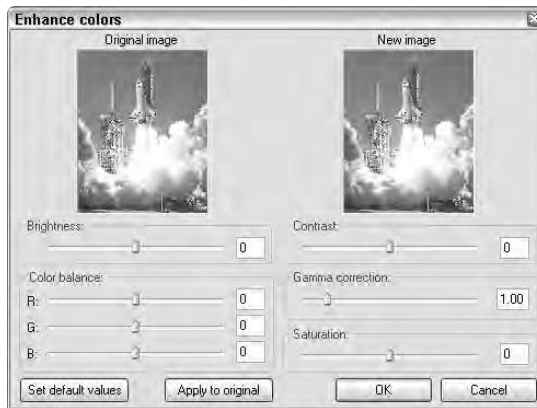 Enhance colors
Original image
New image
Brightness:
0
Contrast:
0
Color balance:
R:
0
G:
0
B:
0
Gamma correction:
1.00
Saturation:
0
Set default values
Apply to original
OK
Cancel